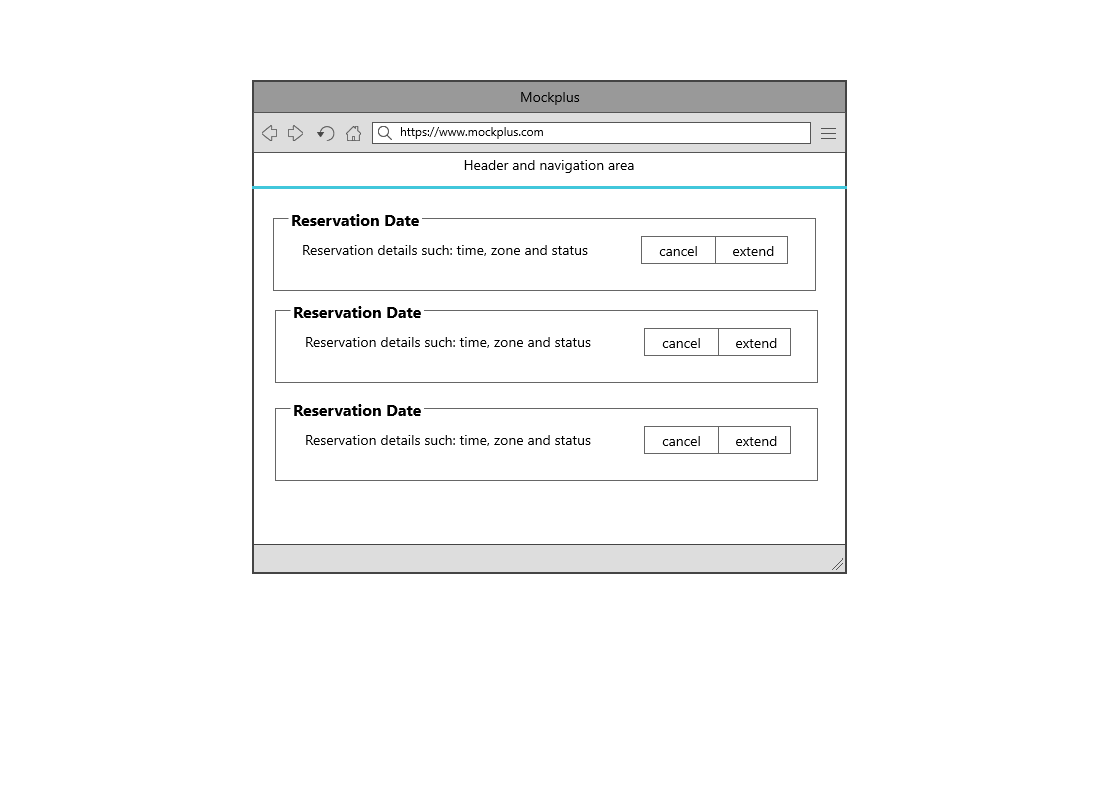 Mockplus
https://www.mockplus.com
Header and navigation area
Reservation Date
Reservation details such: time, zone and status
cancel extend
Reservation Date
Reservation details such: time, zone and status
cancel extend
Reservation Date
Reservation details such: time, zone and status
cancel extend